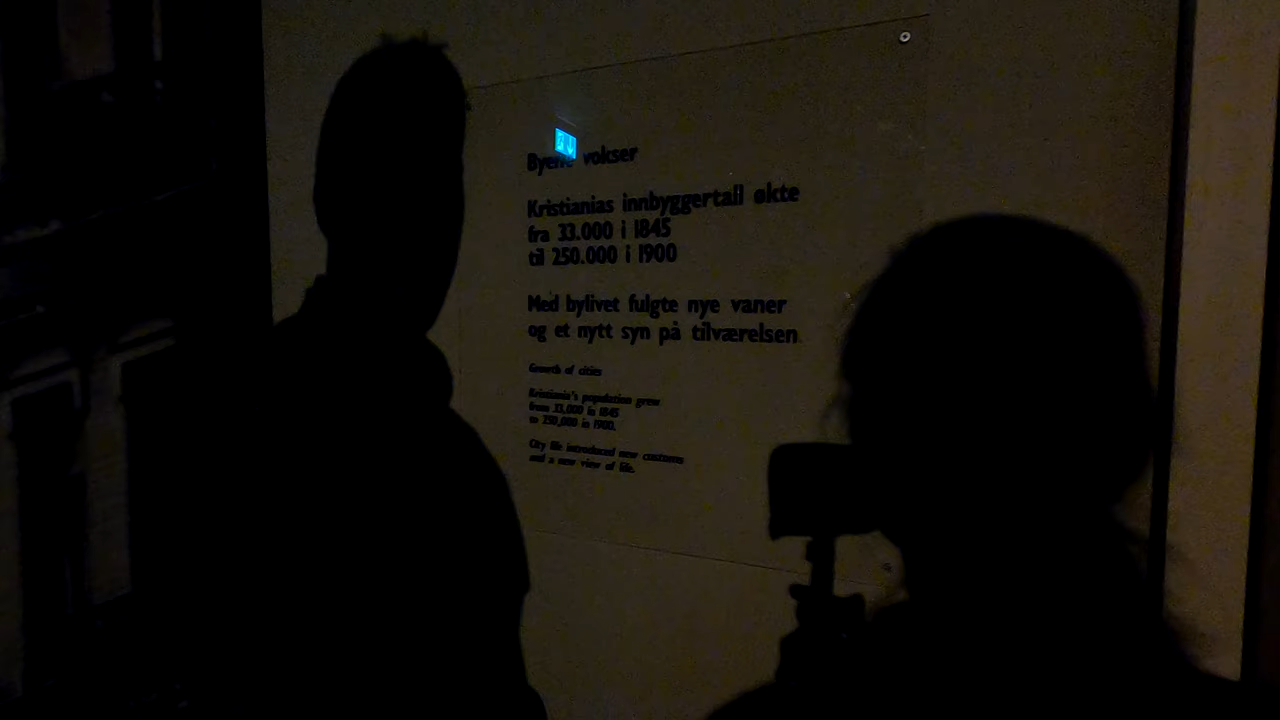 Byene vokser
Kristianias innbyggertall økte
fra 33.000 i 1845
til 250.000 i 1900
Med bylivet fulgte nye vaner
og et nytt syn på tilværelsen
Growth of cities
Kristiania's population grew
from 33,000 in 1845
to 250,000 in 1900.
City life introduced new customs
and a new view of life.